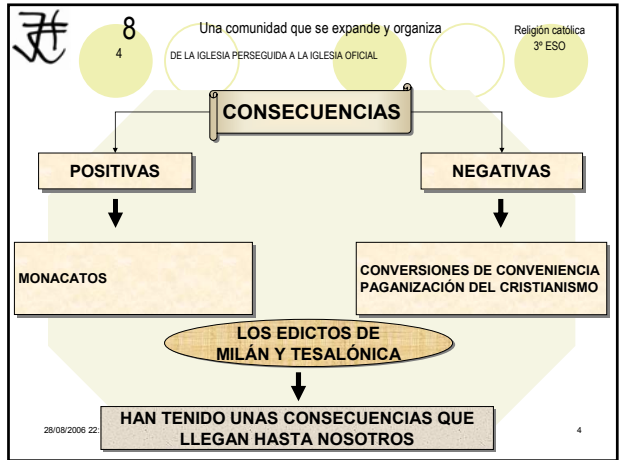 8
Una comunidad que se expande y organiza
Religión católica
3º ESO
4
DE LA IGLESIA PERSEGUIDA A LA IGLESIA OFICIAL
CONSECUENCIAS
POSITIVAS
NEGATIVAS
MONACATOS
CONVERSIONES DE CONVENIENCIA
PAGANIZACIÓN DEL CRISTIANISMO
LOS EDICTOS DE
MILÁN Y TESALÓNICA
HAN TENIDO UNAS CONSECUENCIAS QUE
LLEGAN HASTA NOSOTROS
28/08/2006 22:
4